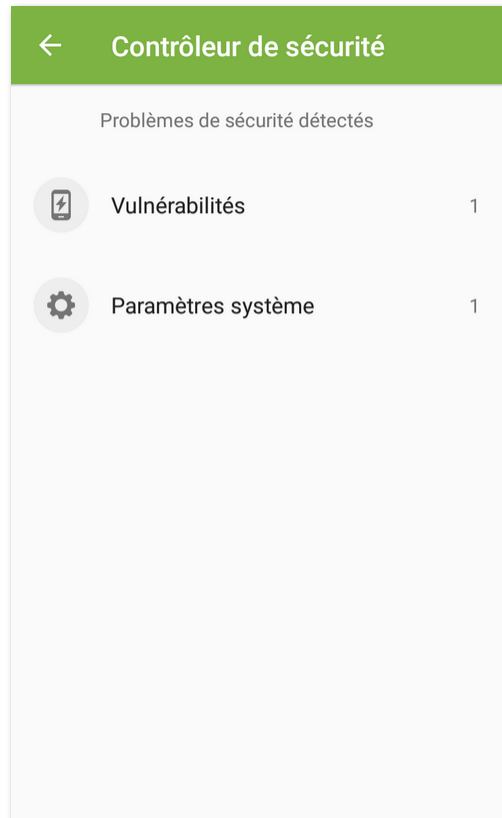 Contrôleur de sécurité
Problèmes de sécurité détectés
Vulnérabilités 1
Paramètres système 1